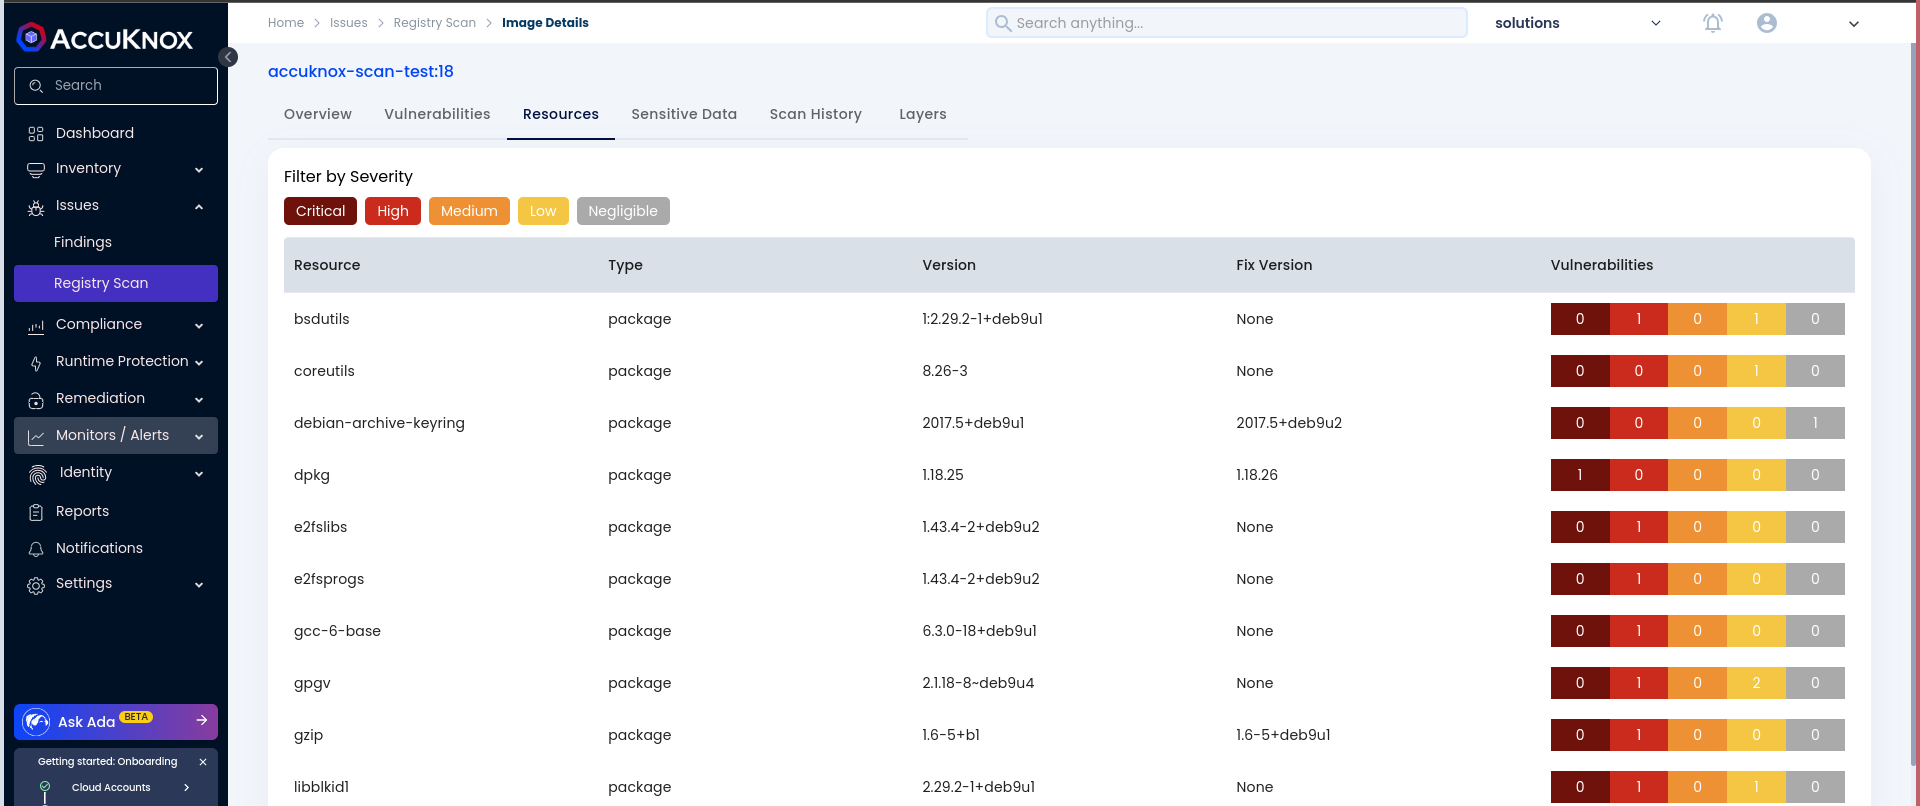 Home > Issues > Registry Scan > Image Details
Search anything...
solutions
ACCUKNOX
Search
Dashboard
Inventory
Issues
Findings
Registry Scan
Compliance
Runtime Protection
Remediation
Monitors / Alerts
Identity
Reports
Notifications
Settings
Ask Ada BETA
Getting started: Onboarding
Cloud Accounts
accuknox-scan-test:18
Overview Vulnerabilities Resources Sensitive Data Scan History Layers
Filter by Severity
Critical High Medium Low Negligible
Resource Type Version Fix Version Vulnerabilities
bsdutils package 1:2.29.2-1+deb9u1 None 0 1 0 1 0
coreutils package 8.26-3 None 0 0 0 1 0
debian-archive-keyring package 2017.5+deb9u1 2017.5+deb9u2 0 0 0 0 1
dpkg package 1.18.25 1.18.26 1 0 0 0 0
e2fslibs package 1.43.4-2+deb9u2 None 0 1 0 0 0
e2fsprogs package 1.43.4-2+deb9u2 None 0 1 0 0 0
gcc-6-base package 6.3.0-18+deb9u1 None 0 1 0 0 0
gpgv package 2.1.18-8~deb9u4 None 0 1 0 2 0
gzip package 1.6-5+b1 1.6-5+deb9u1 0 1 0 0 0
libblkid1 package 2.29.2-1+deb9u1 None 0 1 0 1 0